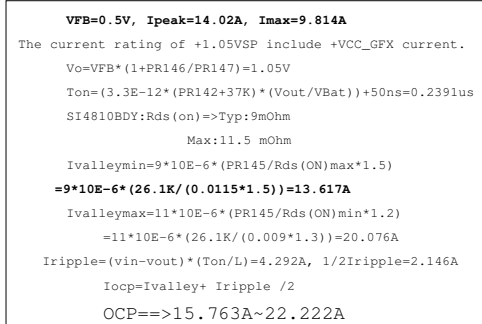 VFB=0.5V, Ipeak=14.02A, Imax=9.814A
The current rating of +1.05VSP include +VCC_GFX current.
Vo=VFB*(1+PR146/PR147)=1.05V
Ton=(3.3E-12*(PR142+37K)*(Vout/VBat))+50ns=0.2391us
SI4810BDY:Rds(on)=>Typ:9mOhm
Max:11.5 mOhm
Ivalleymin=9*10E-6*(PR145/Rds(ON)max*1.5)
=9*10E-6*(26.1K/(0.0115*1.5))=13.617A
Ivalleymax=11*10E-6*(PR145/Rds(ON)min*1.2)
=11*10E-6*(26.1K/(0.009*1.3))=20.076A
Iripple=(vin-vout)*(Ton/L)=4.292A, 1/2Iripple=2.146A
Iocp=Ivalley+ Iripple /2
OCP==>15.763A~22.222A